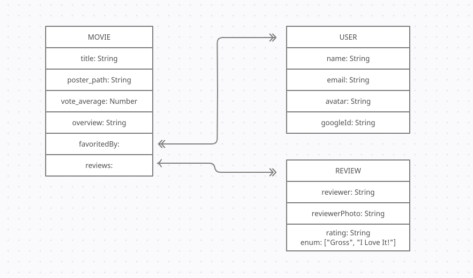 MOVIE
title: String
poster_path: String
vote_average: Number
overview: String
favoritedBy:
reviews:
USER
name: String
email: String
avatar: String
googleId: String
REVIEW
reviewer: String
reviewerPhoto: String
rating: String
enum: ["Gross", "I Love It!"]